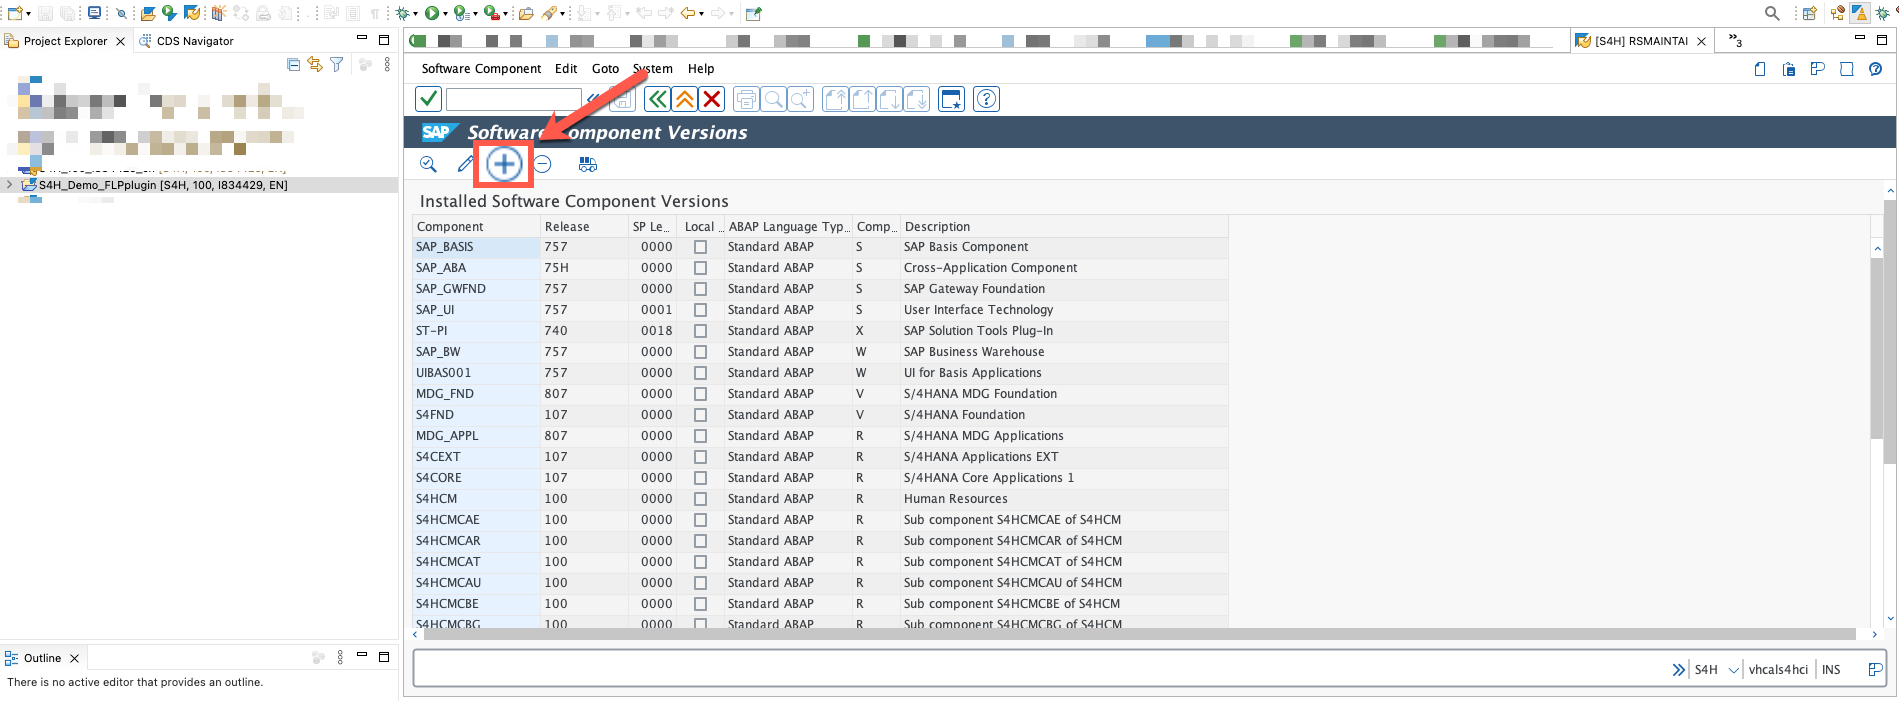 Project Explorer
CDS Navigator
[S4H] RSMAINTAI
3
Software Component Edit Goto System Help
SAP Software Component Versions
S4H_Demo_FLPplugin [S4H, 100, I834429, EN]
Installed Software Component Versions
Component Release SP Le... Local ... ABAP Language Typ... Comp... Description
SAP_BASIS 757 0000 Standard ABAP S SAP Basis Component
SAP_ABA 75H 0000 Standard ABAP S Cross-Application Component
SAP_GWFND 757 0000 Standard ABAP S SAP Gateway Foundation
SAP_UI 757 0001 Standard ABAP S User Interface Technology
ST-PI 740 0018 Standard ABAP X SAP Solution Tools Plug-In
SAP_BW 757 0000 Standard ABAP W SAP Business Warehouse
UIBAS001 757 0000 Standard ABAP W UI for Basis Applications
MDG_FND 807 0000 Standard ABAP V S/4HANA MDG Foundation
S4FND 107 0000 Standard ABAP V S/4HANA Foundation
MDG_APPL 807 0000 Standard ABAP R S/4HANA MDG Applications
S4CEXT 107 0000 Standard ABAP R S/4HANA Applications EXT
S4CORE 107 0000 Standard ABAP R S/4HANA Core Applications 1
S4HCM 100 0000 Standard ABAP R Human Resources
S4HCMCAE 100 0000 Standard ABAP R Sub component S4HCMCAE of S4HCM
S4HCMCAR 100 0000 Standard ABAP R Sub component S4HCMCAR of S4HCM
S4HCMCAT 100 0000 Standard ABAP R Sub component S4HCMCAT of S4HCM
S4HCMCAU 100 0000 Standard ABAP R Sub component S4HCMCAU of S4HCM
S4HCMCBE 100 0000 Standard ABAP R Sub component S4HCMCBE of S4HCM
S4HCMCBG 100 0000 Standard ABAP R Sub component S4HCMCBG of S4HCM
Outline
There is no active editor that provides an outline.
S4H vhcals4hci INS